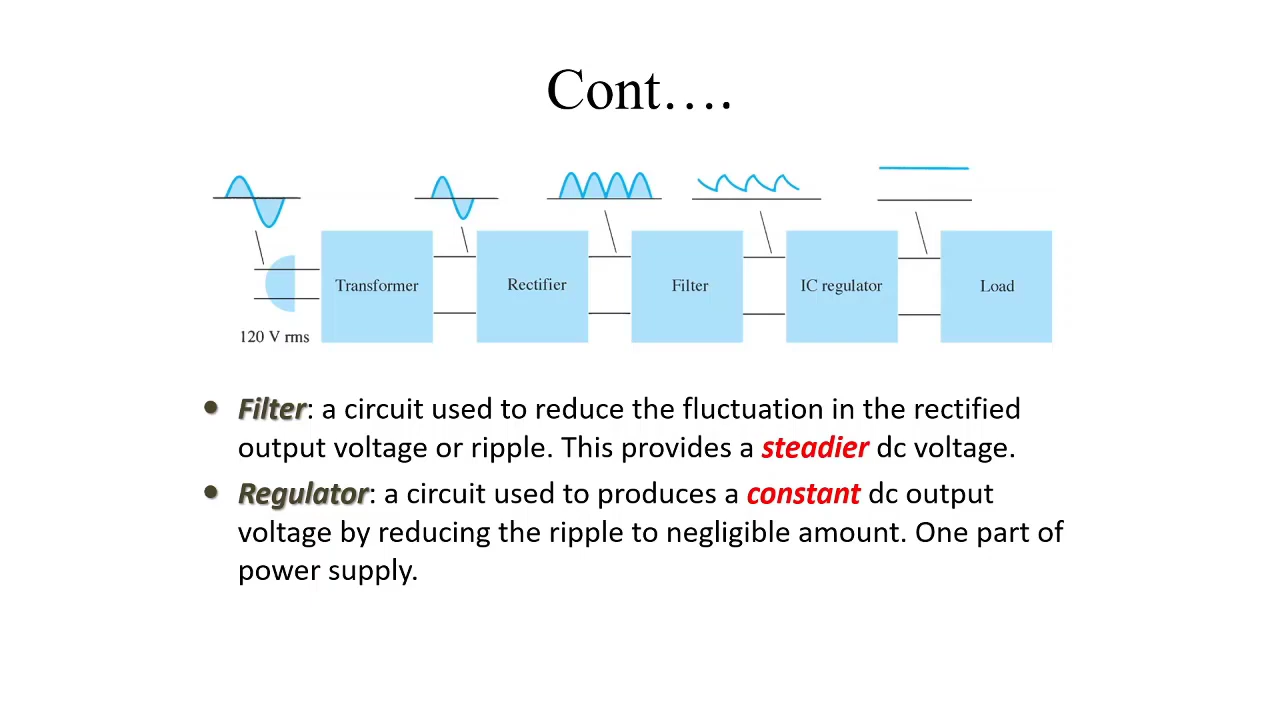 Cont….
Transformer
Rectifier
Filter
IC regulator
Load
120 V rms
• Filter: a circuit used to reduce the fluctuation in the rectified
output voltage or ripple. This provides a steadier dc voltage.
• Regulator: a circuit used to produces a constant dc output
voltage by reducing the ripple to negligible amount. One part of
power supply.